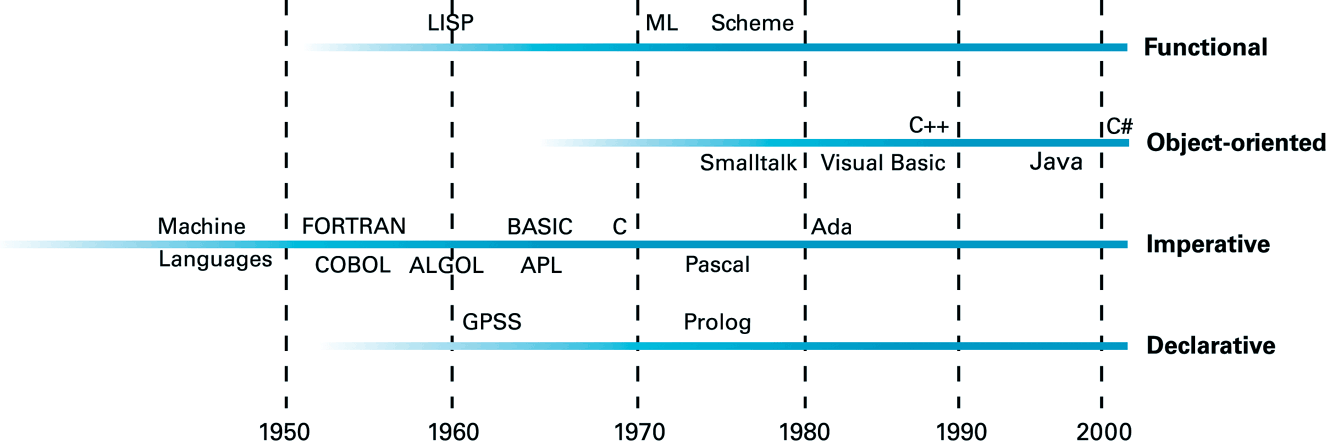 LISP ML Scheme
Functional
C++ C#
Object-oriented
Smalltalk Visual Basic Java
Machine FORTRAN BASIC C Ada
Imperative
Languages COBOL ALGOL APL Pascal
GPSS Prolog
Declarative
1950 1960 1970 1980 1990 2000